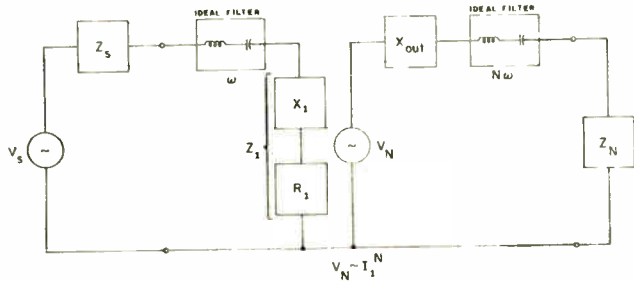 IDEAL FILTER
IDEAL FILTER
Z_s
X_out
ω
Nω
X_1
Z_1
V_s
~
~
V_N
Z_N
R_1
V_N ~ I_1^N